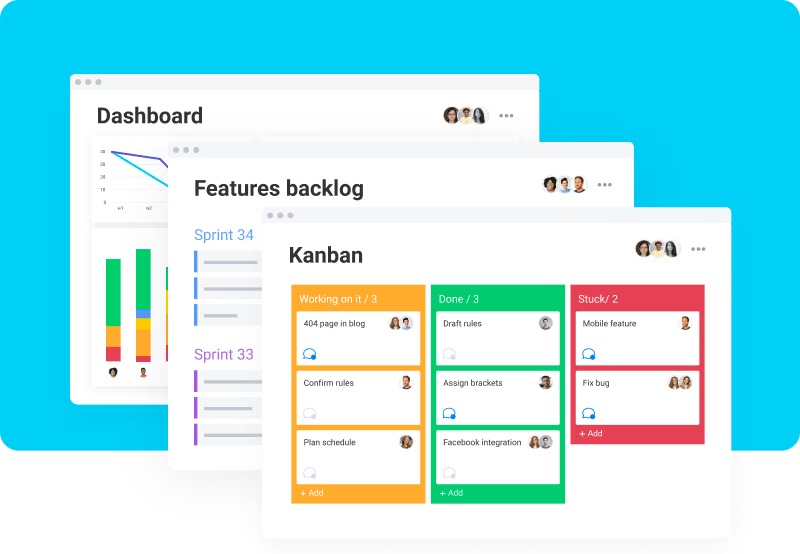 Dashboard
40
30
20
10
0
w1
w2
Features backlog
Sprint 34
Sprint 33
Kanban
Working on it / 3
404 page in blog
Confirm rules
Plan schedule
+ Add
Done / 3
Draft rules
Assign brackets
Facebook integration
+ Add
Stuck/ 2
Mobile feature
Fix bug
+ Add